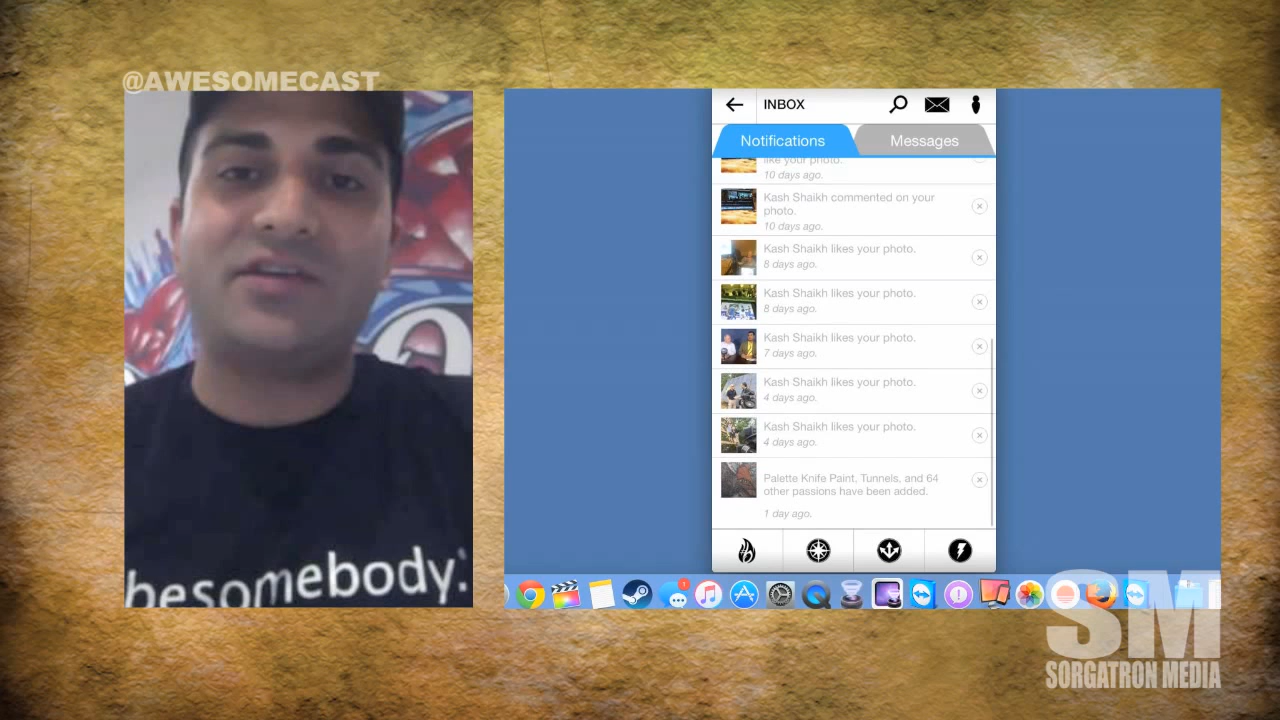 @AWESOMECAST
besomebody.
INBOX
Notifications
Messages
like your photo.
10 days ago.
Kash Shaikh commented on your
photo.
10 days ago.
Kash Shaikh likes your photo.
8 days ago.
Kash Shaikh likes your photo.
8 days ago.
Kash Shaikh likes your photo.
7 days ago.
Kash Shaikh likes your photo.
4 days ago.
Kash Shaikh likes your photo.
4 days ago.
Palette Knife Paint, Tunnels, and 64
other passions have been added.
1 day ago.
SM
SORGATRON MEDIA